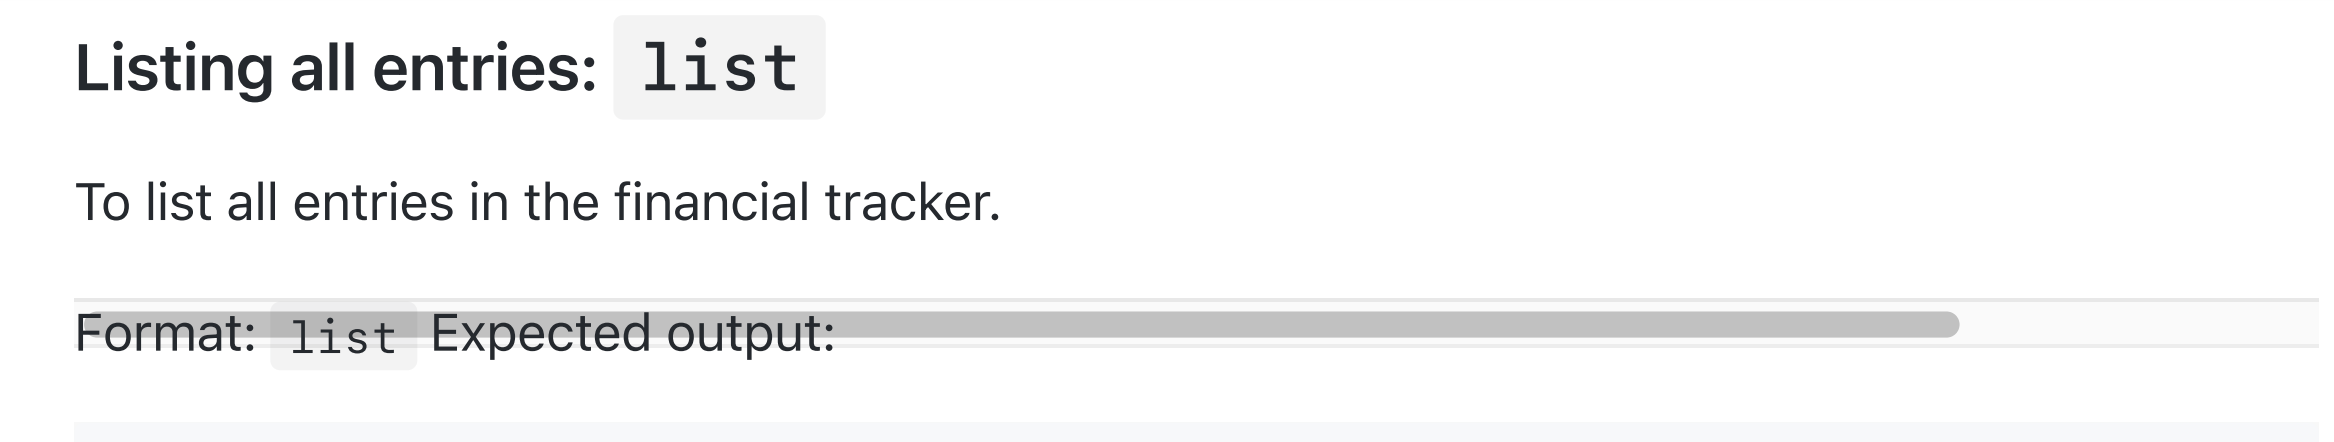 Listing all entries: list
To list all entries in the financial tracker.
Format: list Expected output: